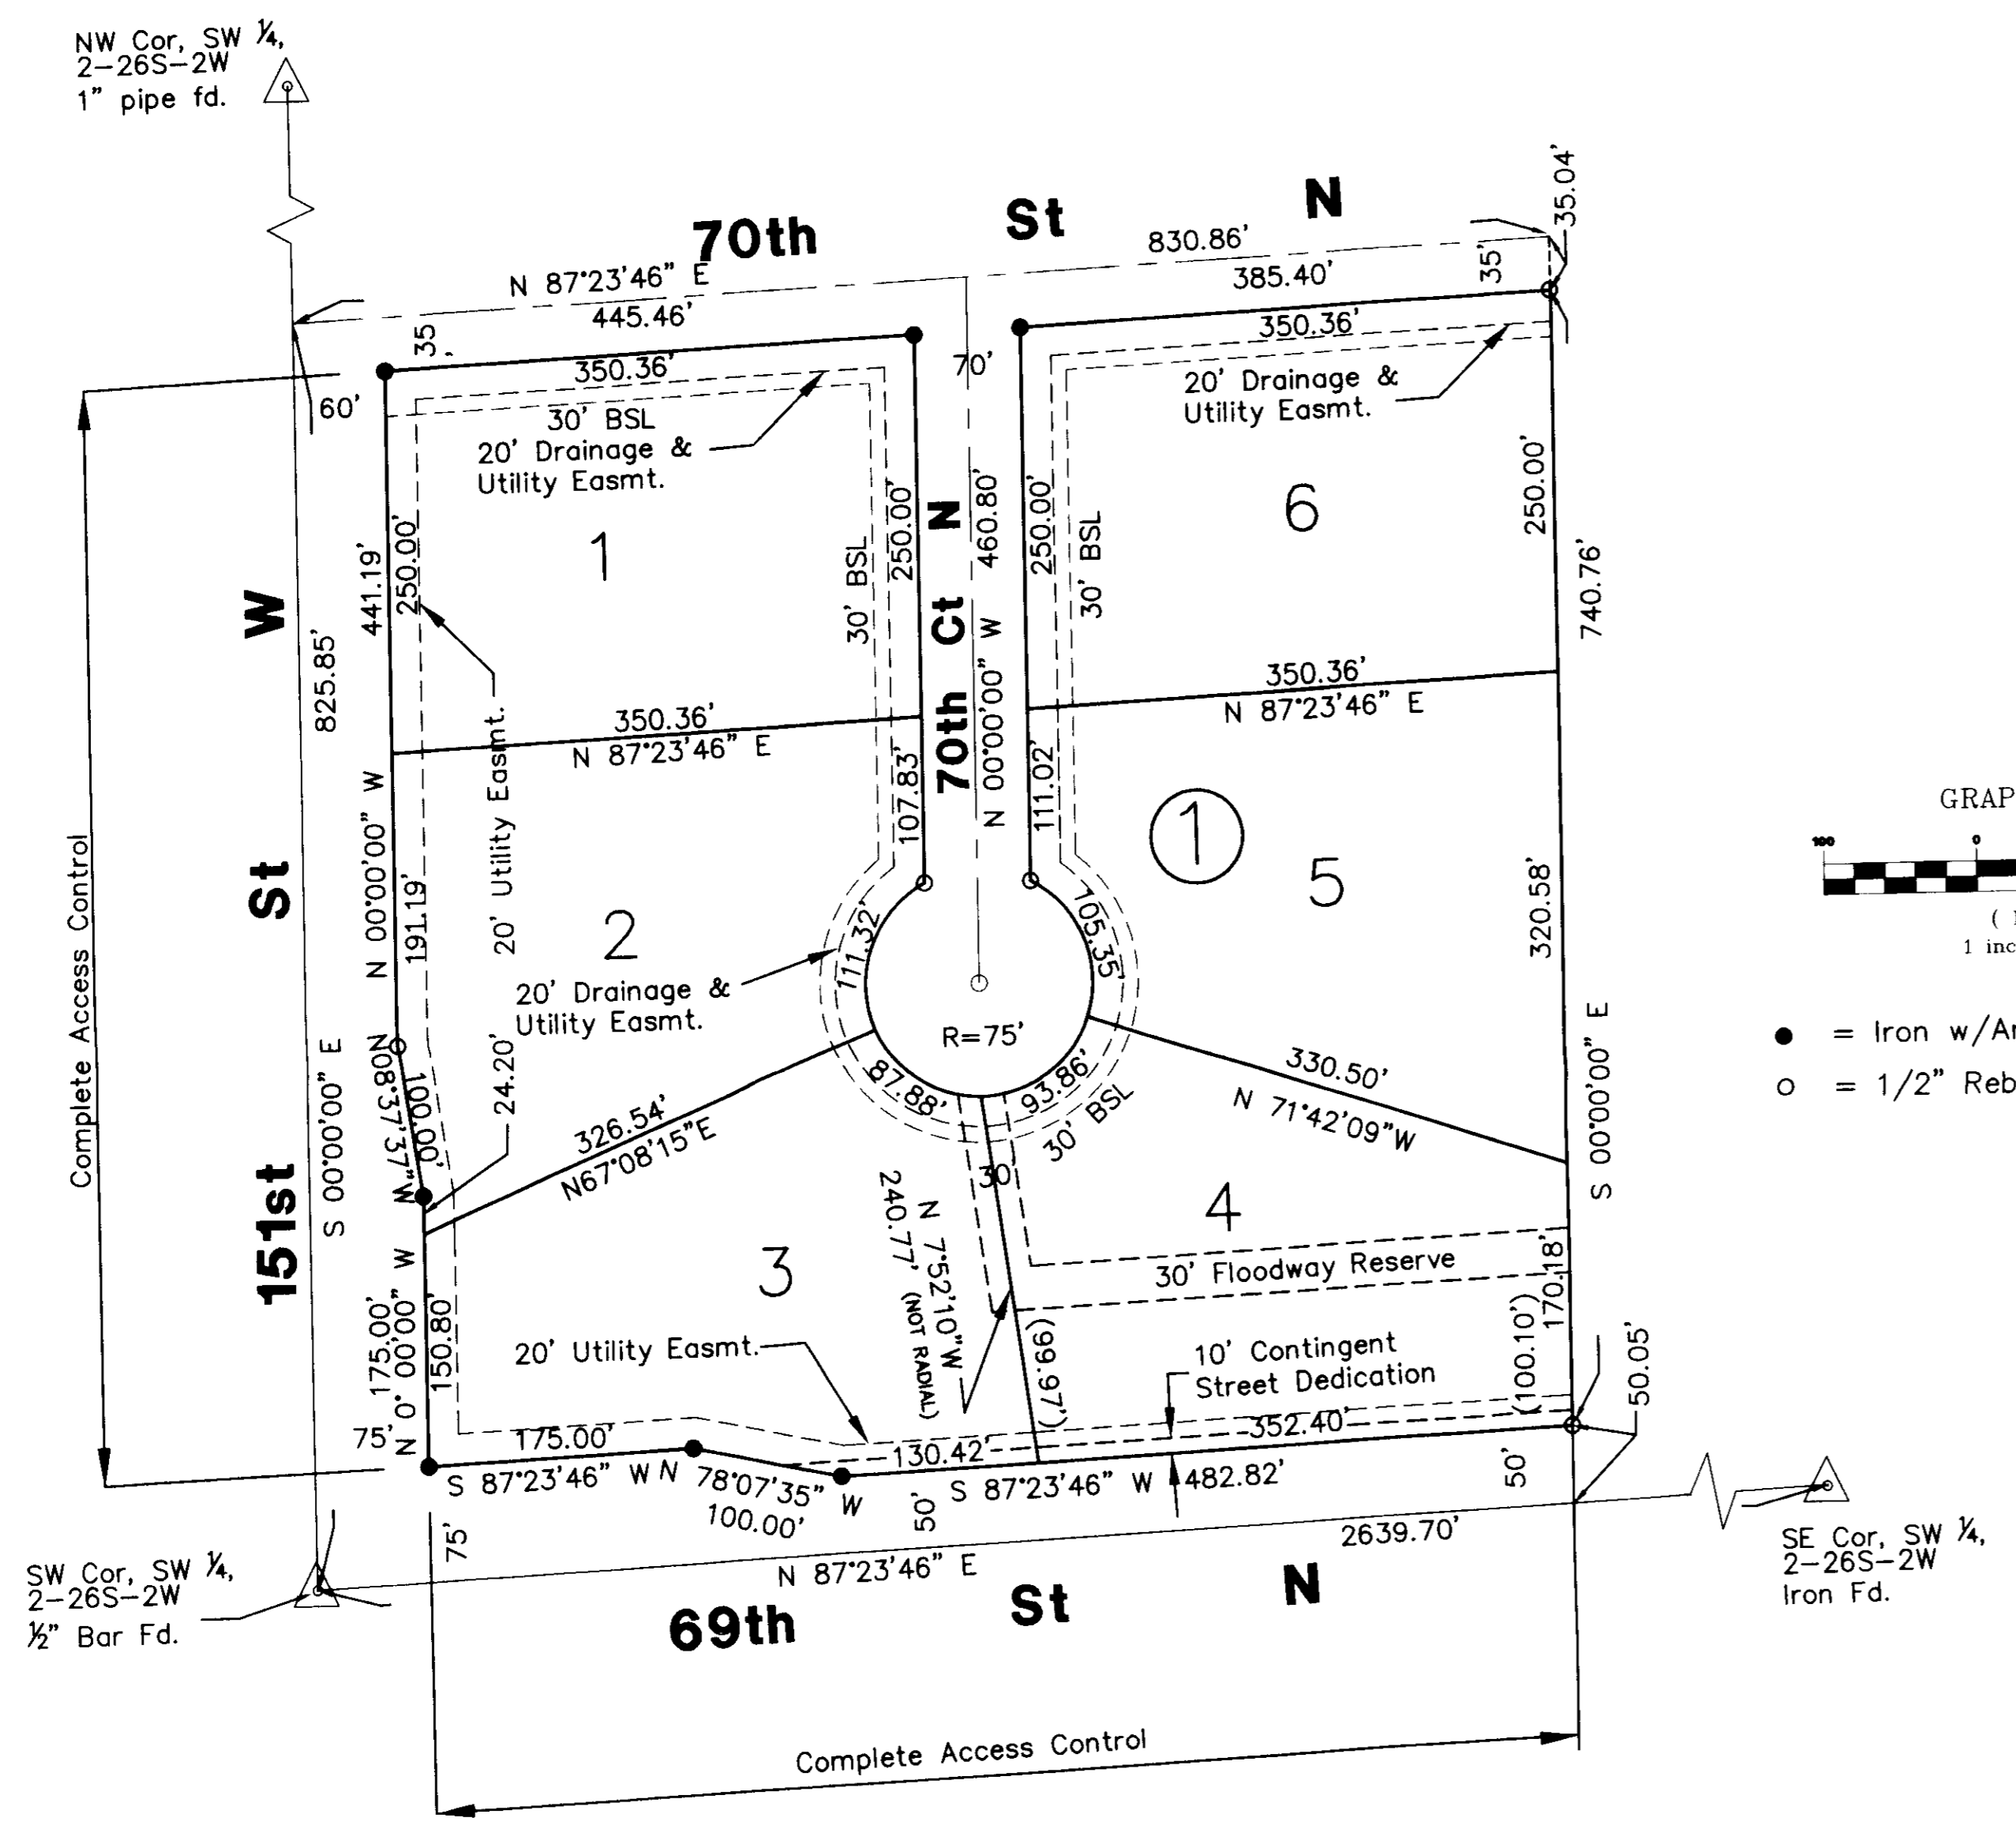 NW Cor, SW ¼,
2-26S-2W
1" pipe fd.
70th St N
830.86'
N 87°23'46" E
445.46'
385.40'
35.04'
35'
35'
350.36'
350.36'
70'
60'
30' BSL
20' Drainage &
Utility Easmt.
20' Drainage &
Utility Easmt.
1
6
250.00'
441.19'
250.00'
30' BSL
70th Ct N
460.80'
N 00°00'00" W
250.00'
30' BSL
250.00'
740.76'
151st St W
825.85'
S 00°00'00" E
Complete Access Control
350.36'
N 87°23'46" E
350.36'
N 87°23'46" E
20' Utility Easmt.
107.83'
111.02'
1
N 00°00'00" W
191.19'
2
5
320.58'
20' Drainage &
Utility Easmt.
111.32'
105.35'
R=75'
87.88'
93.86'
30' BSL
N08°37'37"W
100.00'
24.20'
326.54'
N67°08'15"E
330.50'
N 71°42'09"W
S 00°00'00" E
30'
3
4
N 7°52'10"W
240.77' (NOT RADIAL)
30' Floodway Reserve
170.18'
(100.10')
(99.97')
175.00'
N 0°00'00" W
150.80'
20' Utility Easmt.
10' Contingent
Street Dedication
50.05'
75'
175.00'
S 87°23'46" W
N 78°07'35" W
100.00'
130.42'
352.40'
S 87°23'46" W
482.82'
50'
50'
75'
2639.70'
N 87°23'46" E
69th St N
SW Cor, SW ¼,
2-26S-2W
½" Bar Fd.
SE Cor, SW ¼,
2-26S-2W
Iron Fd.
Complete Access Control
GRAP
100 0
(
1 inc
= Iron w/Ar
= 1/2" Reb